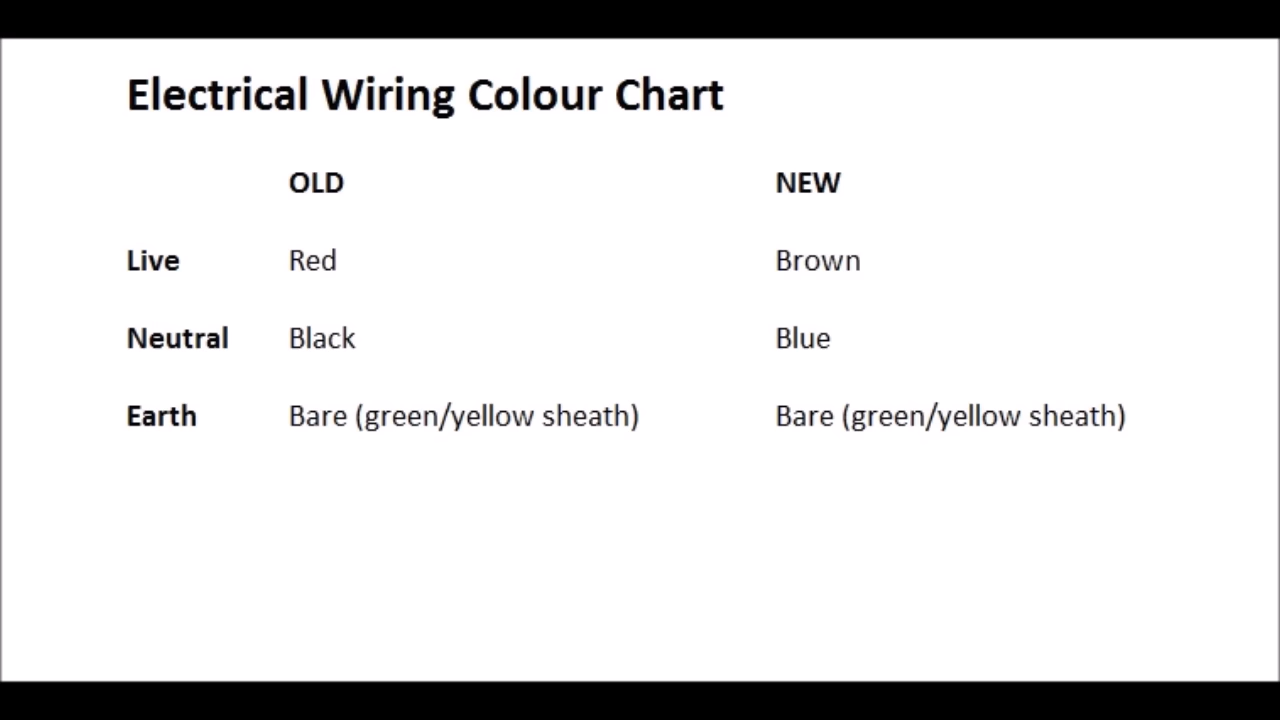 Electrical Wiring Colour Chart
OLD NEW
Live Red Brown
Neutral Black Blue
Earth Bare (green/yellow sheath) Bare (green/yellow sheath)